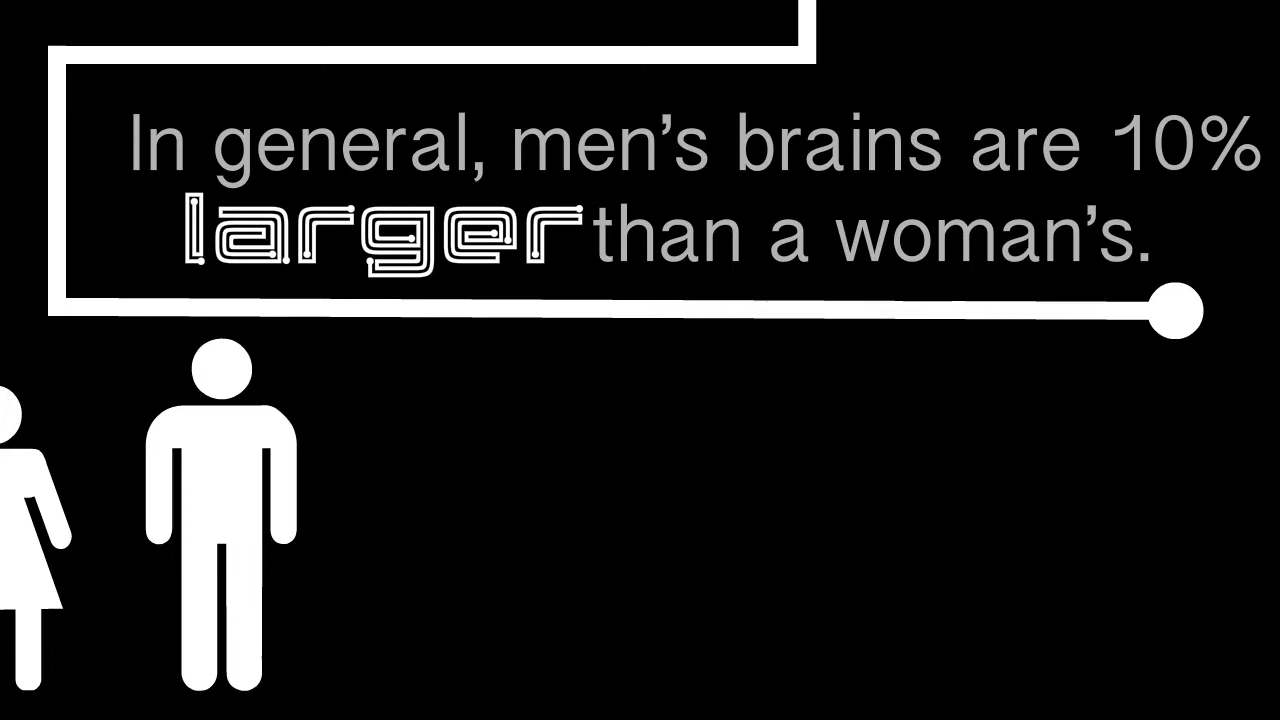 In general, men’s brains are 10%
larger than a woman’s.